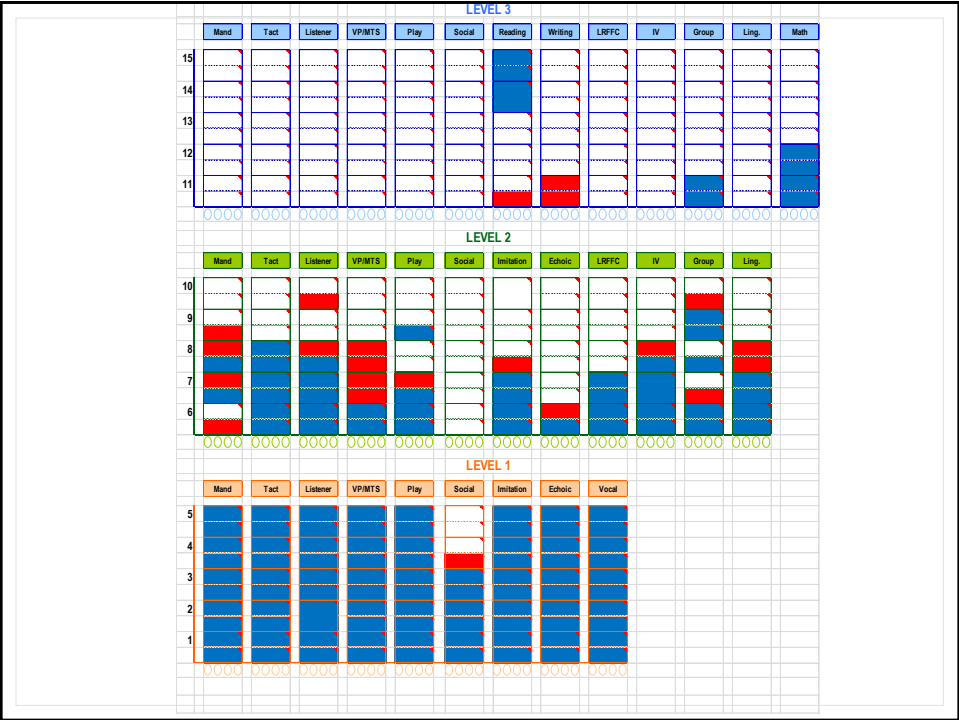 LEVEL 3
Mand Tact Listener VP/MTS Play Social Reading Writing LRFFC IV Group Ling. Math
15
14
13
12
11
LEVEL 2
Mand Tact Listener VP/MTS Play Social Imitation Echoic LRFFC IV Group Ling.
10
9
8
7
6
LEVEL 1
Mand Tact Listener VP/MTS Play Social Imitation Echoic Vocal
5
4
3
2
1